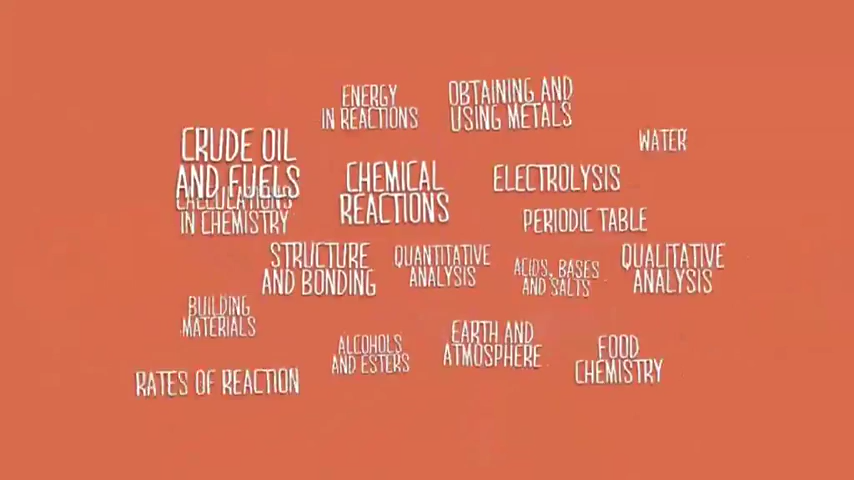 ENERGY
IN REACTIONS
OBTAINING AND
USING METALS
WATER
CRUDE OIL
AND FUELS
CALCULATIONS
IN CHEMISTRY
CHEMICAL
REACTIONS
ELECTROLYSIS
PERIODIC TABLE
STRUCTURE
AND BONDING
QUANTITATIVE
ANALYSIS
ACIDS, BASES
AND SALTS
QUALITATIVE
ANALYSIS
BUILDING
MATERIALS
ALCOHOLS
AND ESTERS
EARTH AND
ATMOSPHERE
FOOD
CHEMISTRY
RATES OF REACTION